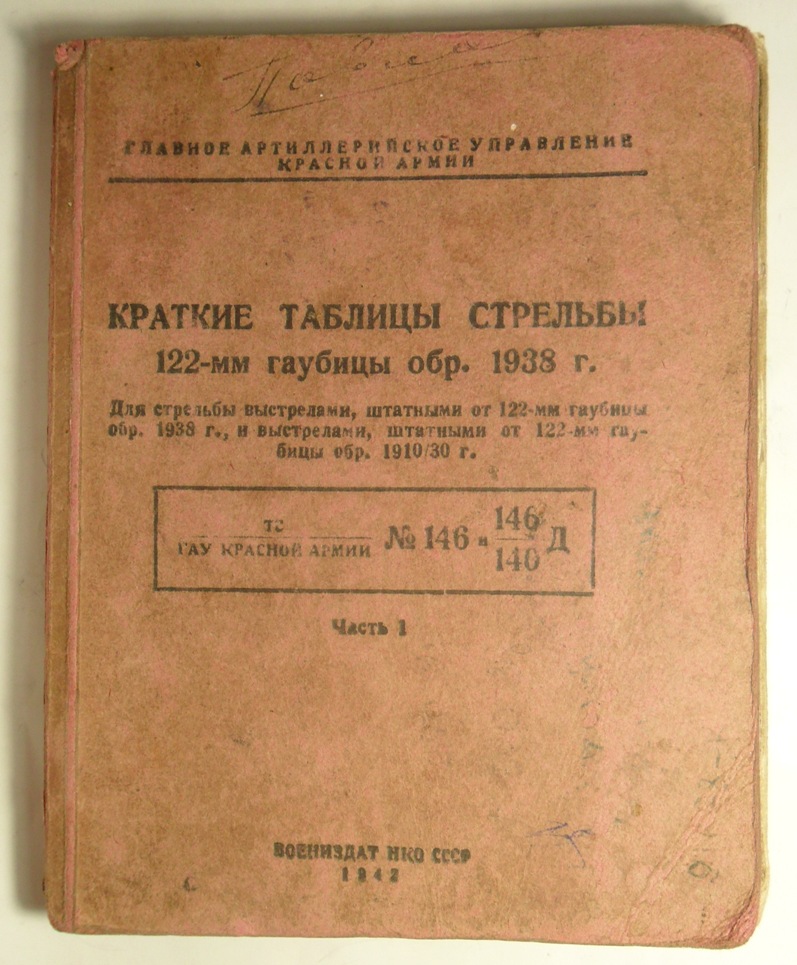 ГЛАВНОЕ АРТИЛЛЕРИЙСКОЕ УПРАВЛЕНИЕ
КРАСНОЙ АРМИИ
КРАТКИЕ ТАБЛИЦЫ СТРЕЛЬБЫ
122-мм гаубицы обр. 1938 г.
Для стрельбы выстрелами, штатными от 122-мм гаубицы
обр. 1938 г., и выстрелами, штатными от 122-мм гау-
бицы обр. 1910/30 г.
ТС
ГАУ КРАСНОЙ АРМИИ № 146 и 146/140 Д
Часть 1
ВОЕНИЗДАТ НКО СССР
1942